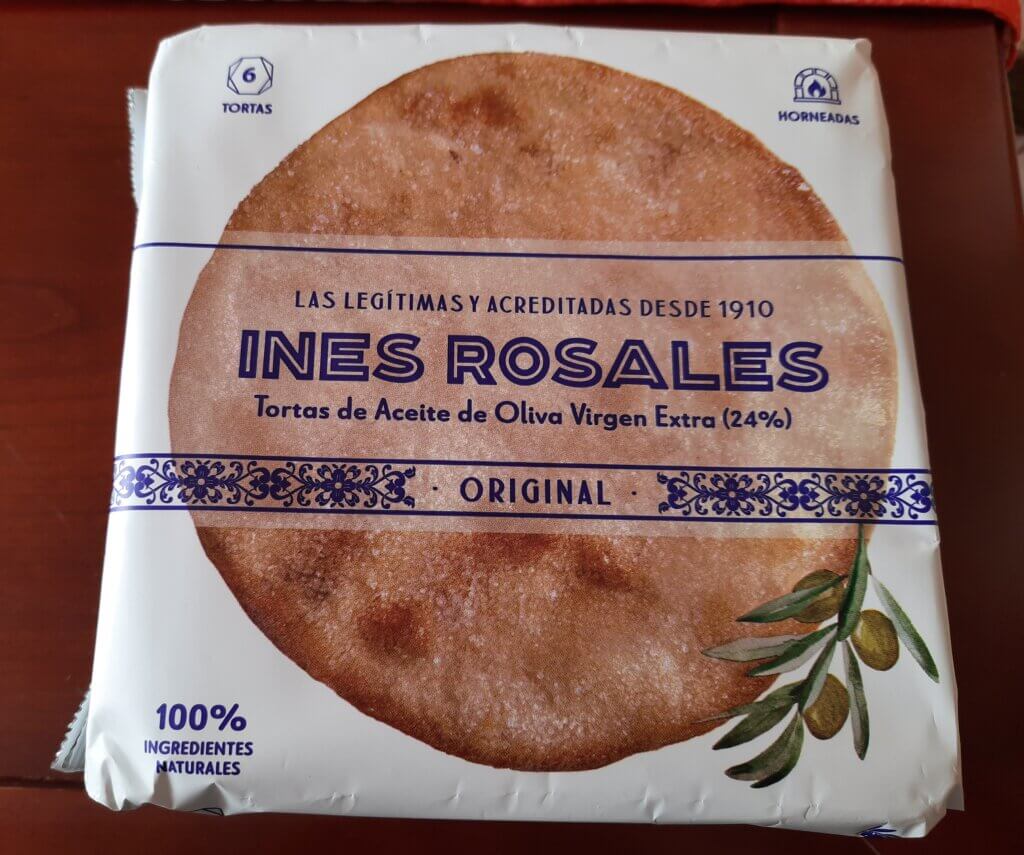 6
TORTAS
HORNEADAS
LAS LEGÍTIMAS Y ACREDITADAS DESDE 1910
INES ROSALES
Tortas de Aceite de Oliva Virgen Extra (24%)
· ORIGINAL ·
100%
INGREDIENTES
NATURALES